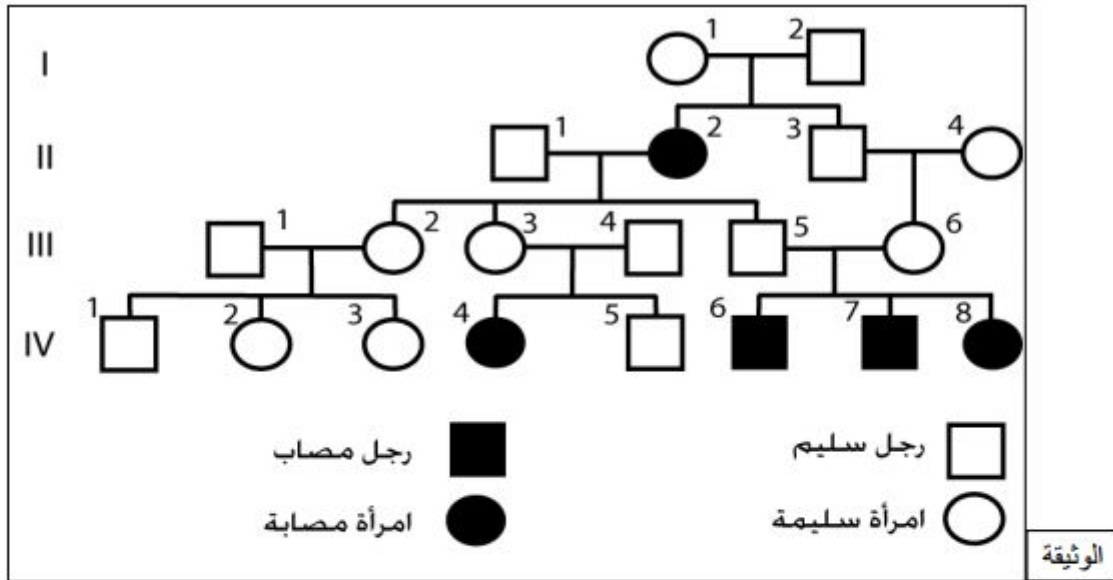 I
1 2
II
1 2 3 4
III
1 2 3 4 5 6
IV
1 2 3 4 5 6 7 8
رجل سليم
رجل مصاب
امرأة سليمة
امرأة مصابة
الوثيقة